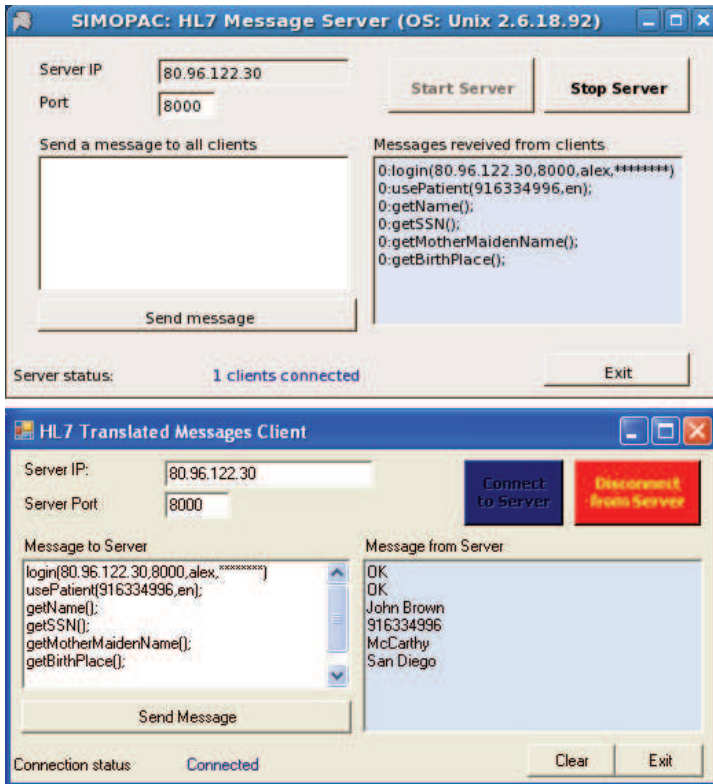 SIMOPAC: HL7 Message Server (OS: Unix 2.6.18.92)
Server IP 80.96.122.30
Port 8000
Start Server Stop Server
Send a message to all clients
Messages reveived from clients
0:login(80.96.122.30,8000,alex,********)
0:usePatient(916334996,en);
0:getName();
0:getSSN();
0:getMotherMaidenName();
0:getBirthPlace();
Send message
Server status: 1 clients connected
Exit
HL7 Translated Messages Client
Server IP: 80.96.122.30
Server Port 8000
Connect
to Server
Disconnect
from Server
Message to Server
login(80.96.122.30,8000,alex,********)
usePatient(916334996,en);
getName();
getSSN();
getMotherMaidenName();
getBirthPlace();
Message from Server
OK
OK
John Brown
916334996
McCarthy
San Diego
Send Message
Connection status Connected
Clear Exit